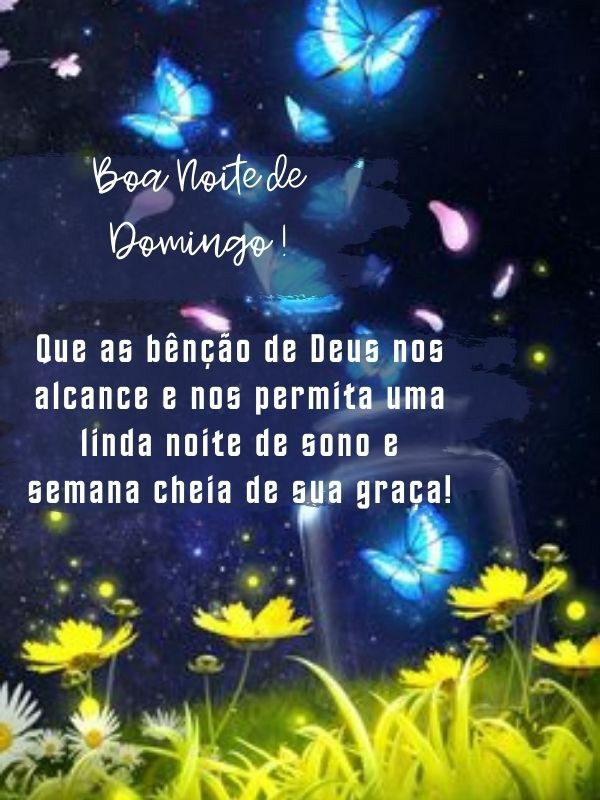 Boa Noite de
Domingo !
Que as bênção de Deus nos
alcance e nos permita uma
linda noite de sono e
semana cheia de sua graça!